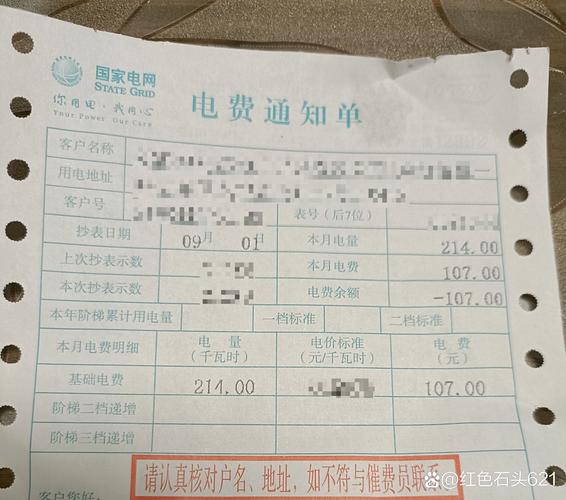 国家电网
STATE GRID
你用电·我用心
Your Power Our Care
电费通知单
客户名称
用电地址
客户号 表号（后7位）
抄表日期 09月 01日 本月电量 214.00
上次抄表示数 本月电费 107.00
本次抄表示数 电费余额 -107.00
本年阶梯累计用电量 一档标准 二档标准
本月电费明细 电 量（千瓦时） 电价标准（元/千瓦时） 电 费（元）
基础电费 214.00 107.00
阶梯二档递增
阶梯三档递增
请认真核对户名、地址，如不符与催费员联系
客户您好：
@红色石头621